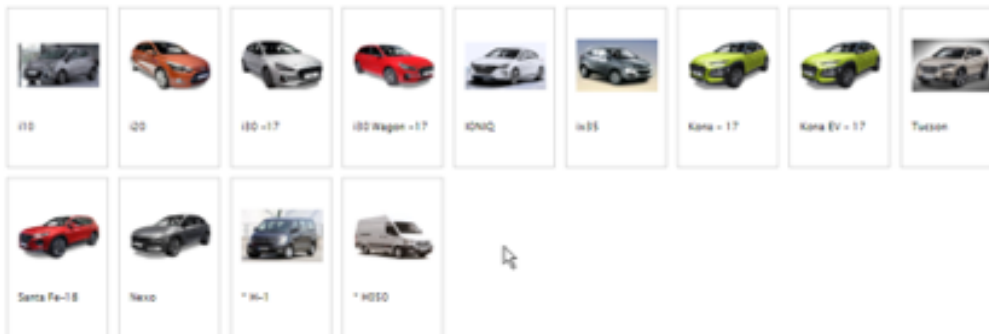 i10
i20
i30 -17
i30 Wagon -17
IONIQ
ix35
Kona - 17
Kona EV - 17
Tucson
Santa Fe-18
Nexo
* H-1
* H350